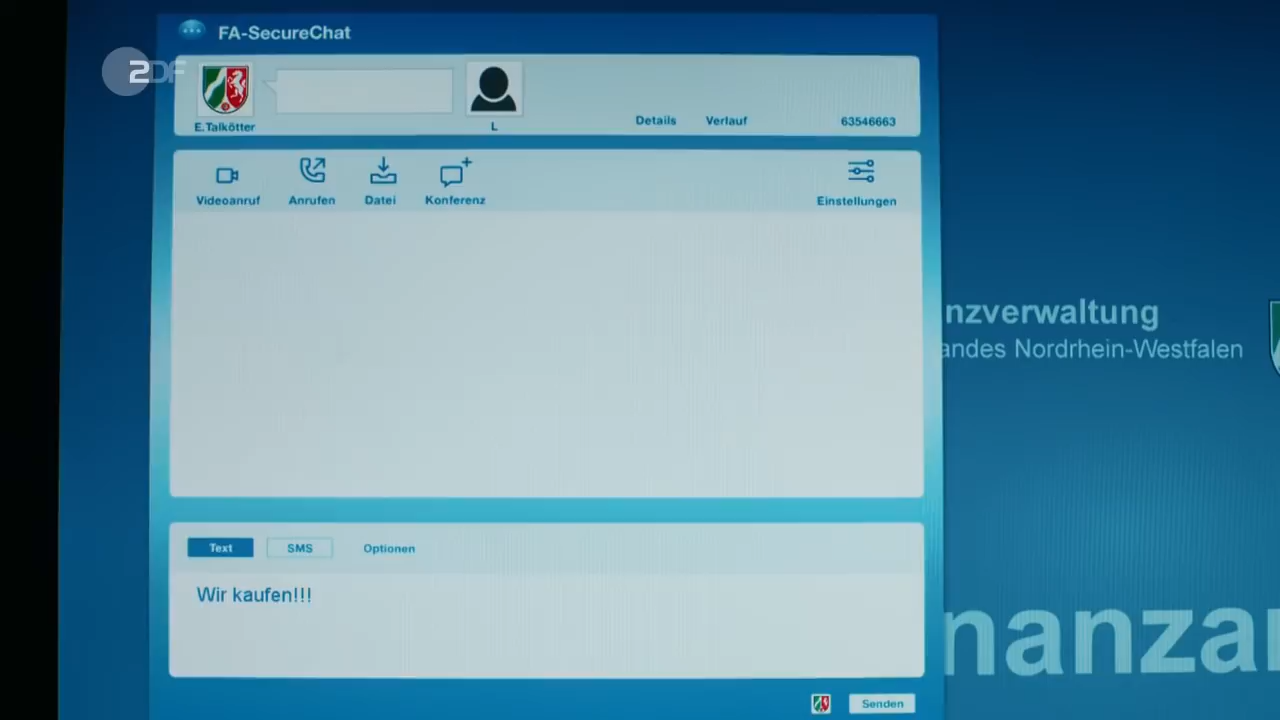 FA-SecureChat
ZDF
E.Talkötter
L
Details
Verlauf
63546663
Videoanruf
Anrufen
Datei
Konferenz
Einstellungen
nzverwaltung
andes Nordrhein-Westfalen
Text
SMS
Optionen
Wir kaufen!!!
nanza
Senden